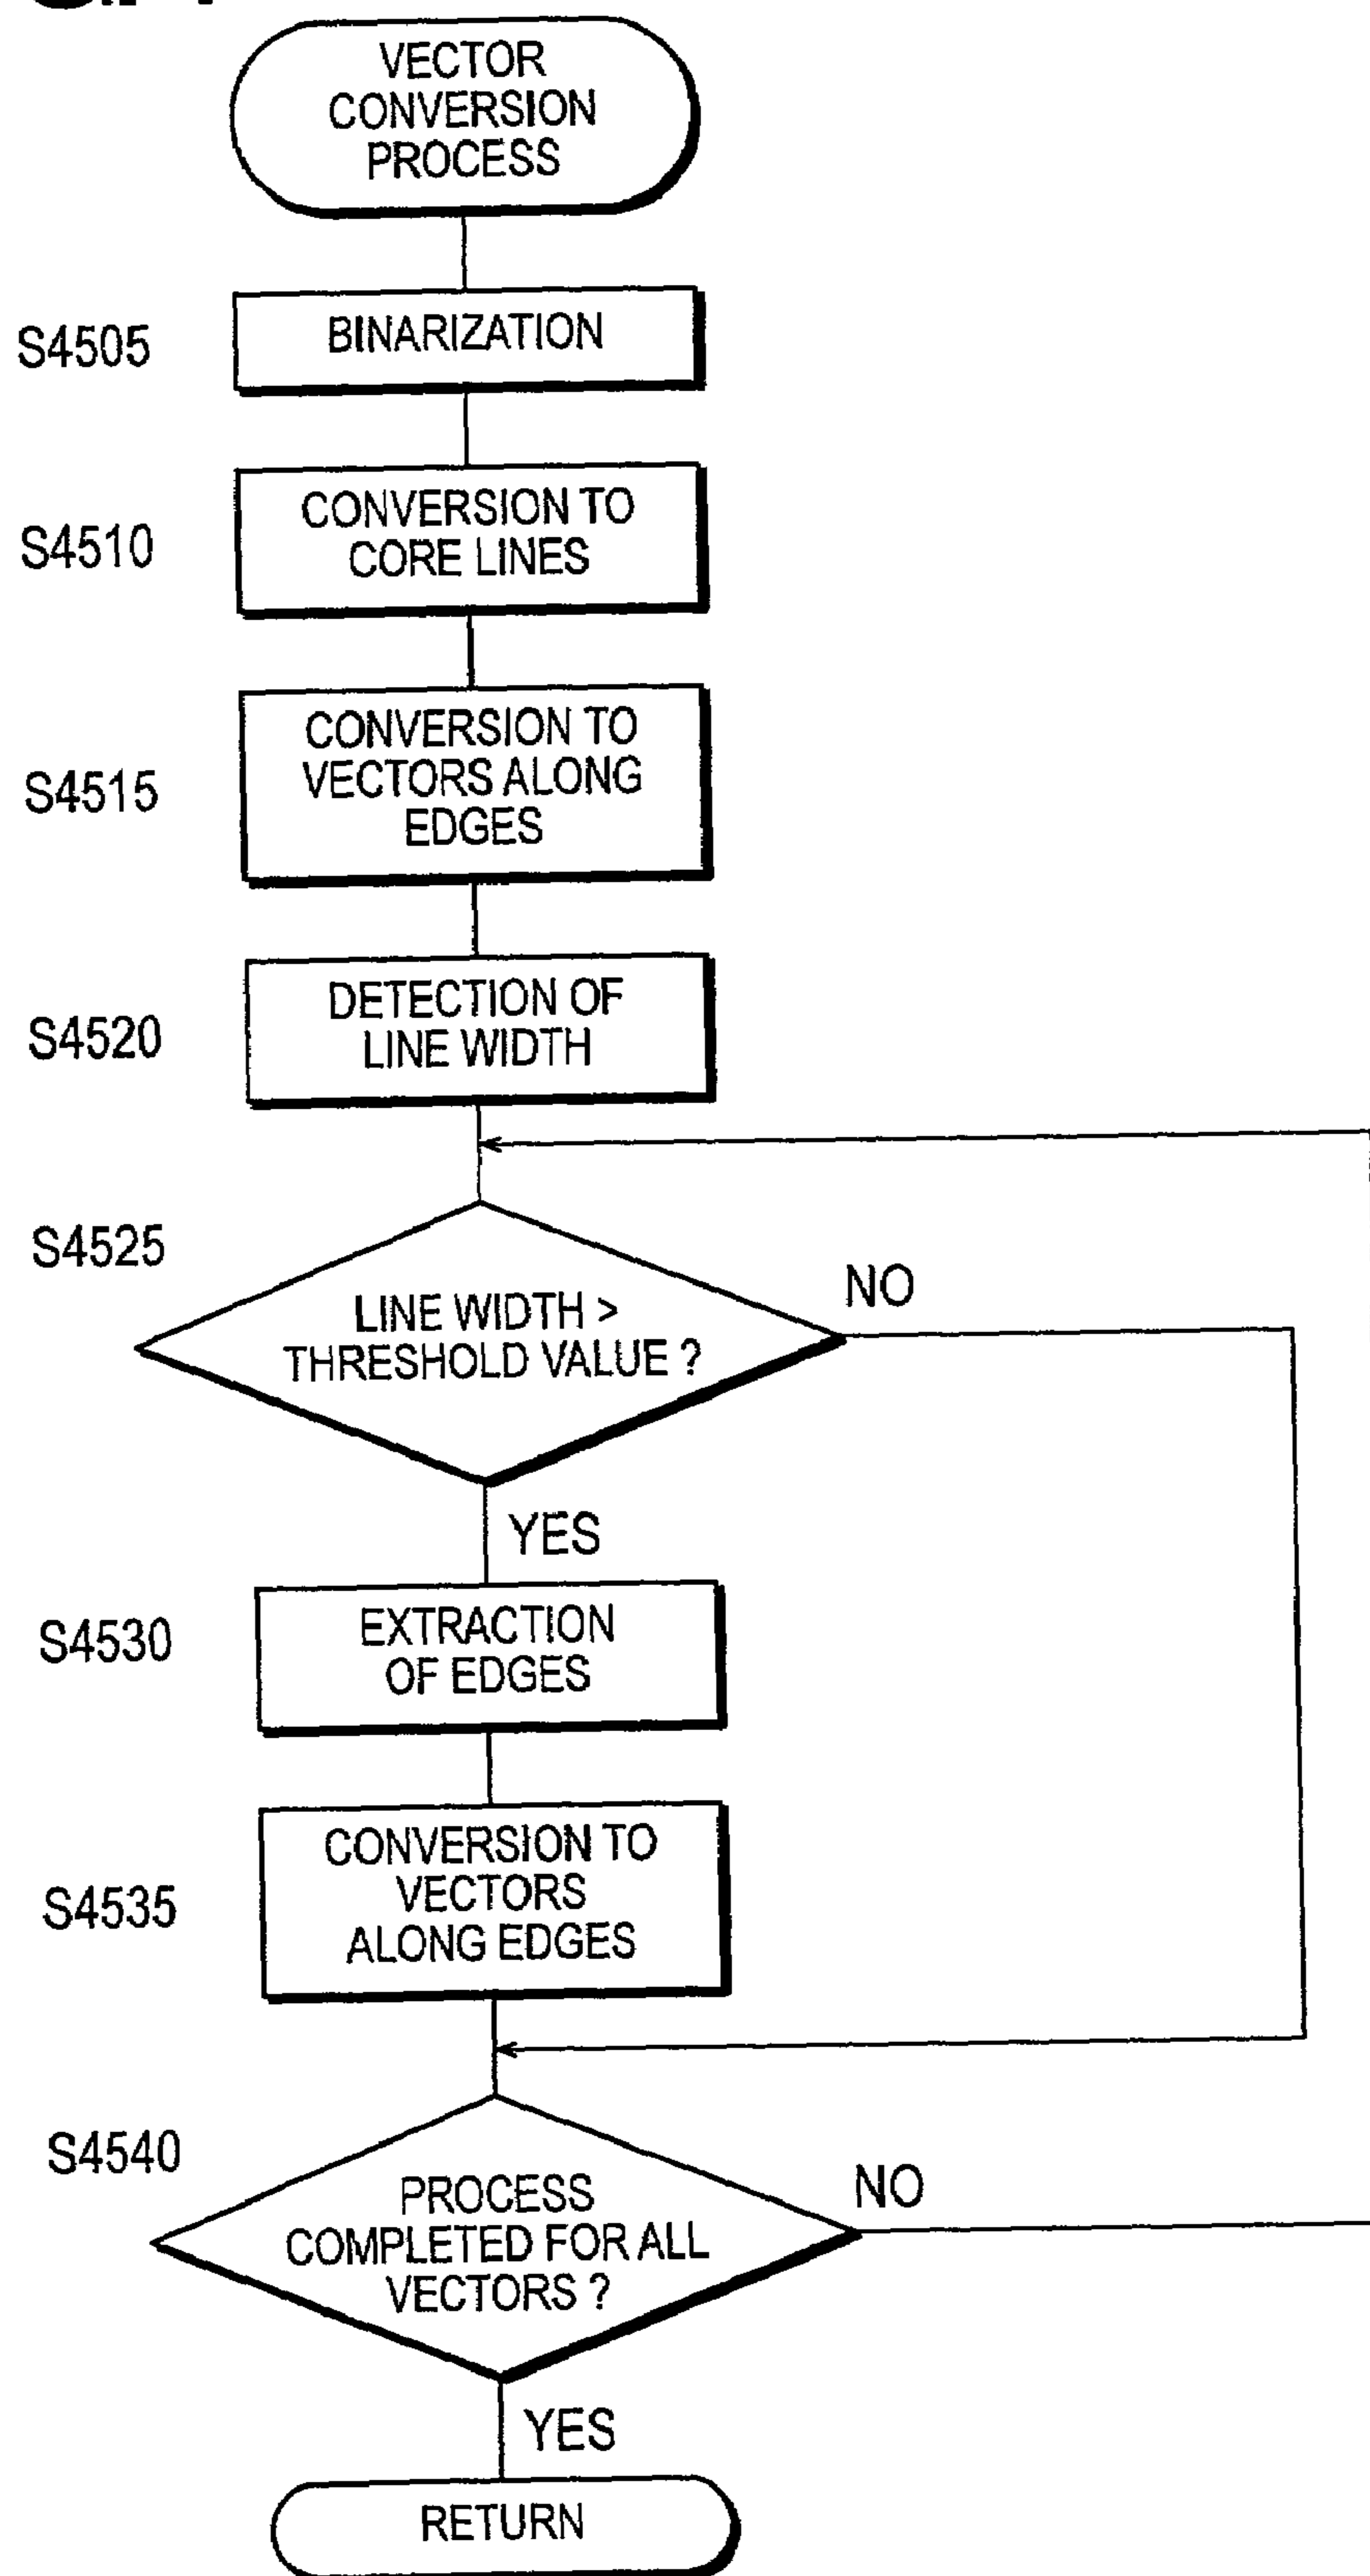 VECTOR
CONVERSION
PROCESS
S4505
BINARIZATION
S4510
CONVERSION TO
CORE LINES
S4515
CONVERSION TO
VECTORS ALONG
EDGES
S4520
DETECTION OF
LINE WIDTH
S4525
LINE WIDTH >
THRESHOLD VALUE ?
NO
YES
S4530
EXTRACTION
OF EDGES
S4535
CONVERSION TO
VECTORS
ALONG EDGES
S4540
PROCESS
COMPLETED FOR ALL
VECTORS ?
NO
YES
RETURN